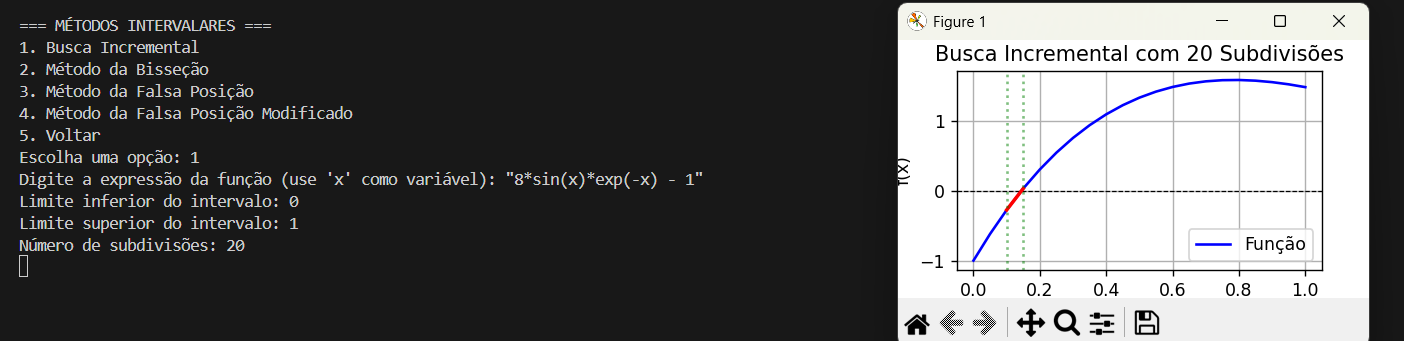 === MÉTODOS INTERVALARES ===
1. Busca Incremental
2. Método da Bisseção
3. Método da Falsa Posição
4. Método da Falsa Posição Modificado
5. Voltar
Escolha uma opção: 1
Digite a expressão da função (use 'x' como variável): "8*sin(x)*exp(-x) - 1"
Limite inferior do intervalo: 0
Limite superior do intervalo: 1
Número de subdivisões: 20
Figure 1
Busca Incremental com 20 Subdivisões
f(x)
1
0
−1
Função
0.0 0.2 0.4 0.6 0.8 1.0